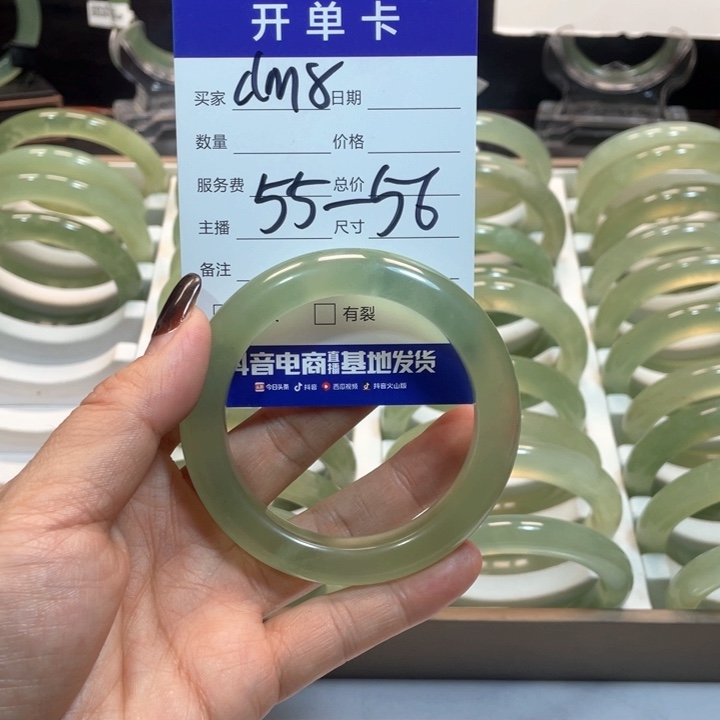 开单卡
买家 dm8 日期
数量 价格
服务费 总价
55-56
主播 尺寸
备注
有裂
抖音电商直播基地发货
今日头条 抖音 西瓜视频 抖音火山版